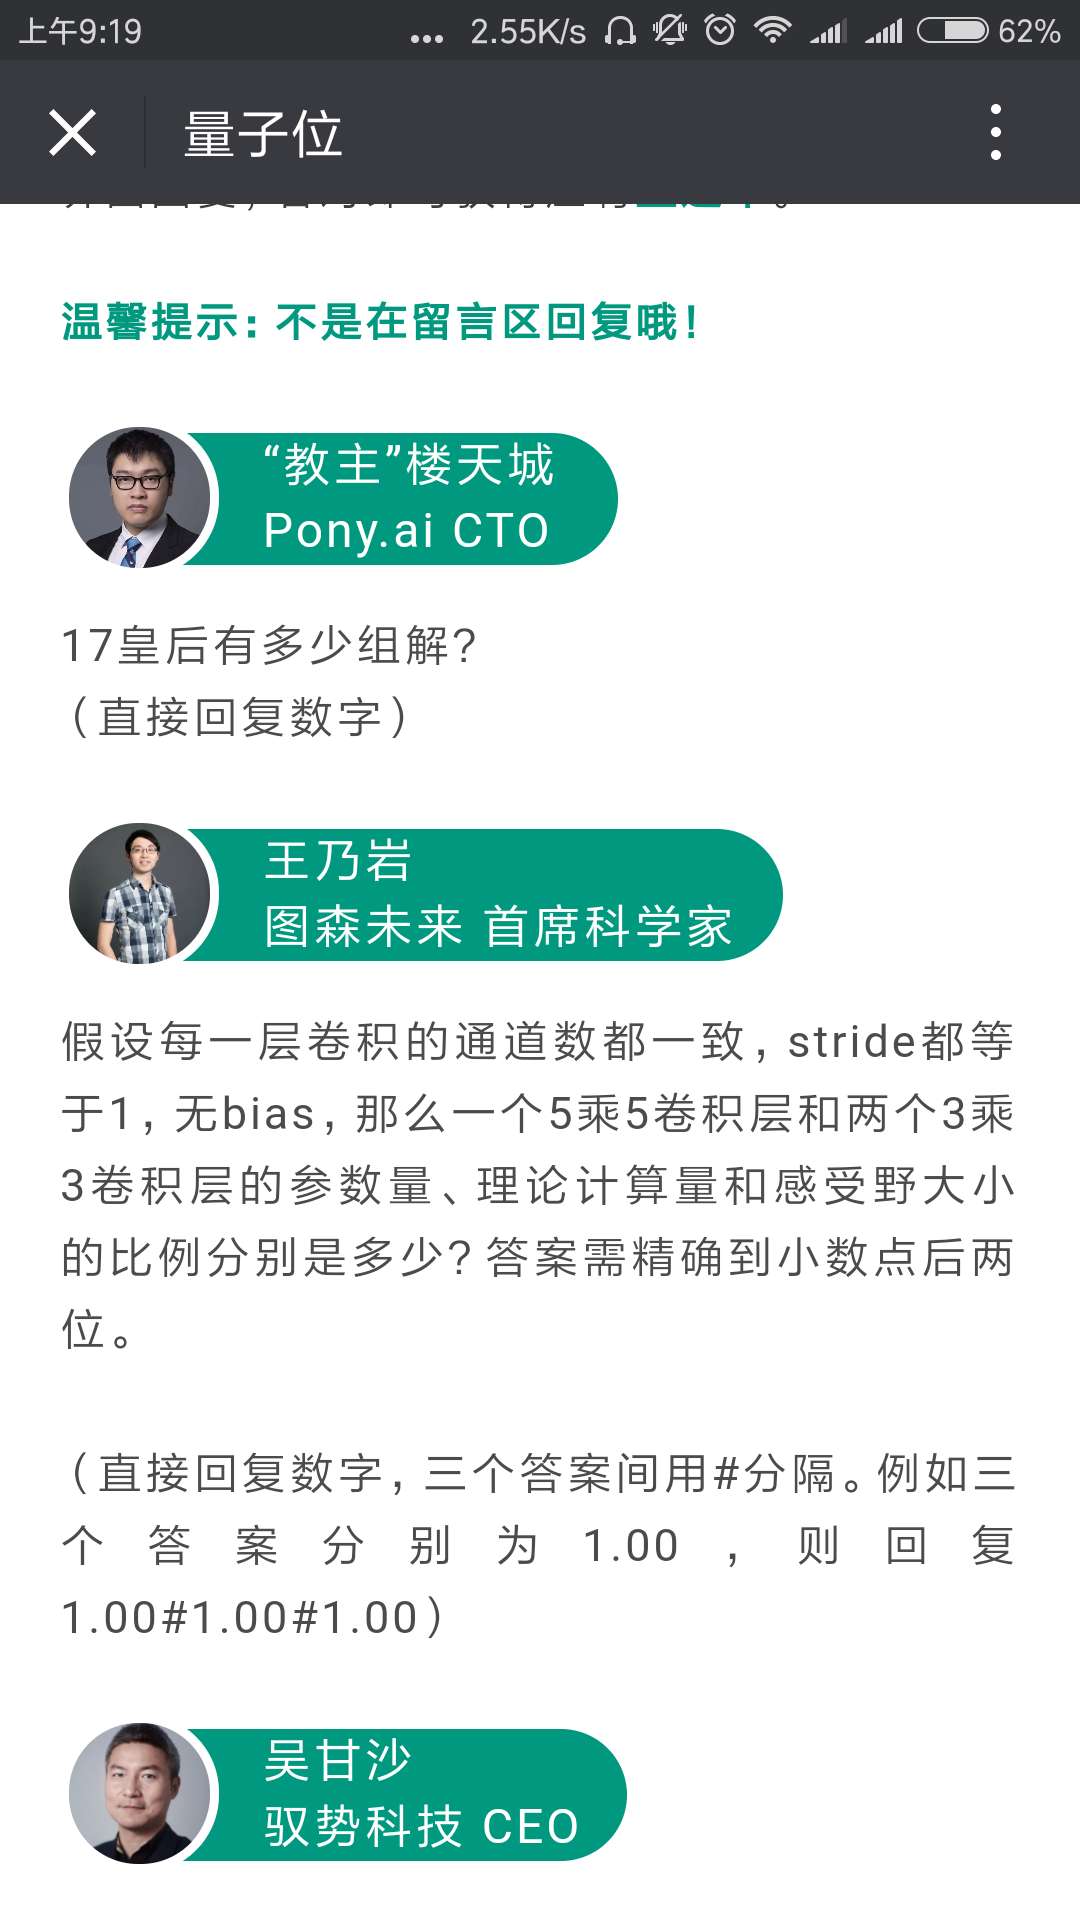 上午9:19
... 2.55K/s
62%
量子位
温馨提示：不是在留言区回复哦！
“教主”楼天城
Pony.ai CTO
17皇后有多少组解？
（直接回复数字）
王乃岩
图森未来 首席科学家
假设每一层卷积的通道数都一致，stride都等
于1，无bias，那么一个5乘5卷积层和两个3乘
3卷积层的参数量、理论计算量和感受野大小
的比例分别是多少？答案需精确到小数点后两
位。
（直接回复数字，三个答案间用#分隔。例如三
个答案分别为1.00，则回复
1.00#1.00#1.00）
吴甘沙
驭势科技 CEO